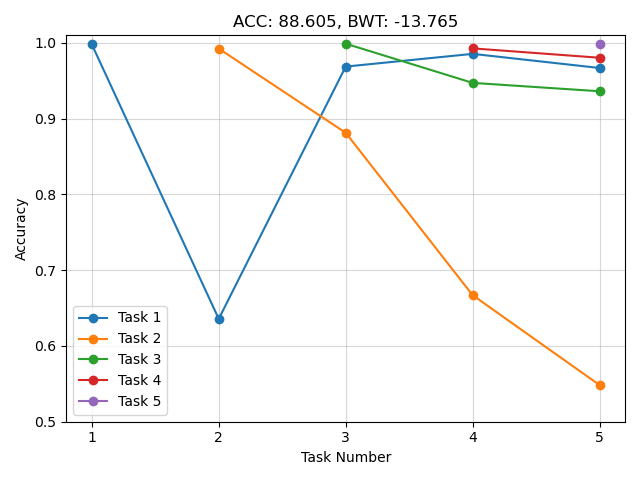 ACC: 88.605, BWT: -13.765
1.0
0.9
0.8
0.7
0.6
0.5
Accuracy
Task 1
Task 2
Task 3
Task 4
Task 5
1 2 3 4 5
Task Number